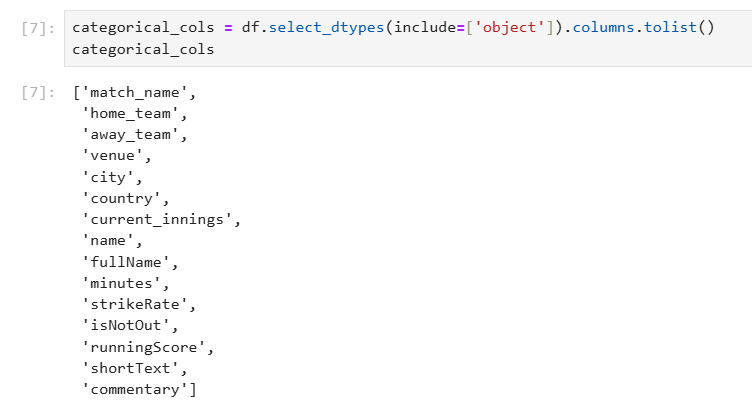 [7]: categorical_cols = df.select_dtypes(include=['object']).columns.tolist()
categorical_cols
[7]: ['match_name',
'home_team',
'away_team',
'venue',
'city',
'country',
'current_innings',
'name',
'fullName',
'minutes',
'strikeRate',
'isNotOut',
'runningScore',
'shortText',
'commentary']